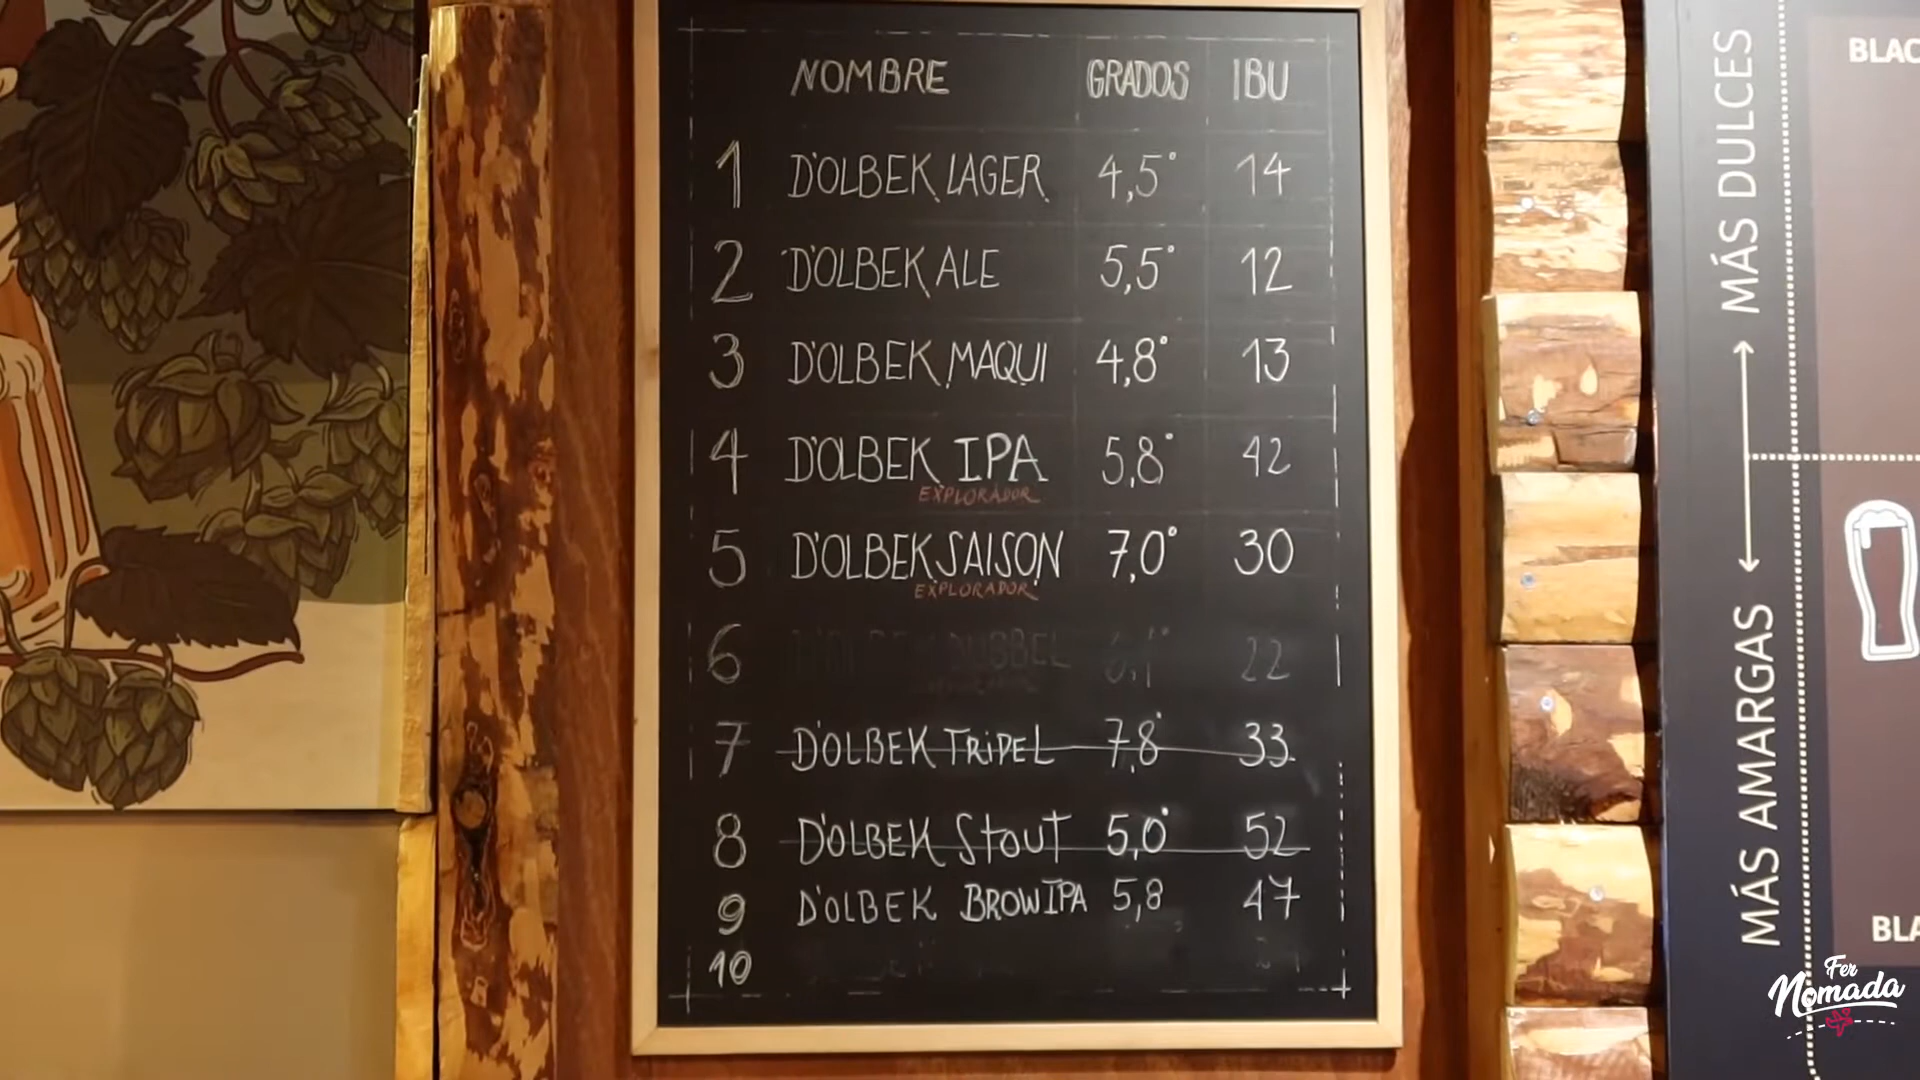 NOMBRE GRADOS IBU
1 D'OLBEK LAGER 4,5° 14
2 D'OLBEK ALE 5,5° 12
3 D'OLBEK MAQUI 4,8° 13
4 D'OLBEK IPA 5,8° 42
EXPLORADOR
5 D'OLBEK SAISON 7,0° 30
EXPLORADOR
6 D'OLBEK DUBBEL 22
7 D'OLBEK TRIPEL 7,8° 33
8 D'OLBEK STOUT 5,0° 52
9 D'OLBEK BROWIPA 5,8 47
10
MÁS DULCES
MÁS AMARGAS
Fer
Nomada